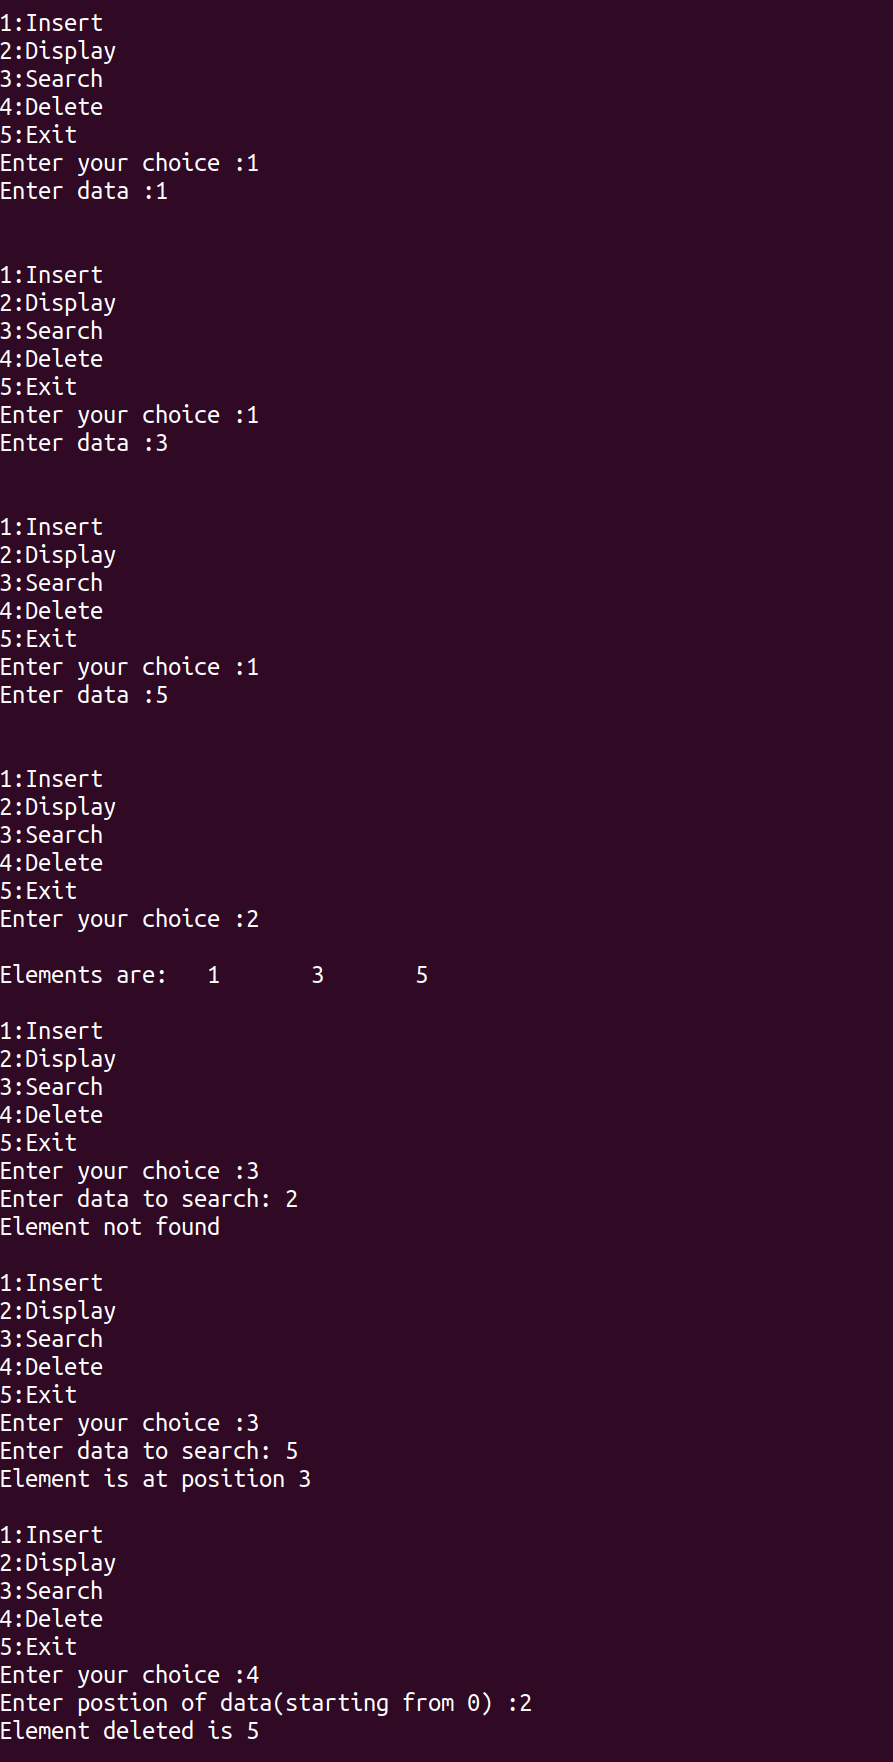 1:Insert
2:Display
3:Search
4:Delete
5:Exit
Enter your choice :1
Enter data :1
1:Insert
2:Display
3:Search
4:Delete
5:Exit
Enter your choice :1
Enter data :3
1:Insert
2:Display
3:Search
4:Delete
5:Exit
Enter your choice :1
Enter data :5
1:Insert
2:Display
3:Search
4:Delete
5:Exit
Enter your choice :2
Elements are:   1       3       5
1:Insert
2:Display
3:Search
4:Delete
5:Exit
Enter your choice :3
Enter data to search: 2
Element not found
1:Insert
2:Display
3:Search
4:Delete
5:Exit
Enter your choice :3
Enter data to search: 5
Element is at position 3
1:Insert
2:Display
3:Search
4:Delete
5:Exit
Enter your choice :4
Enter postion of data(starting from 0) :2
Element deleted is 5